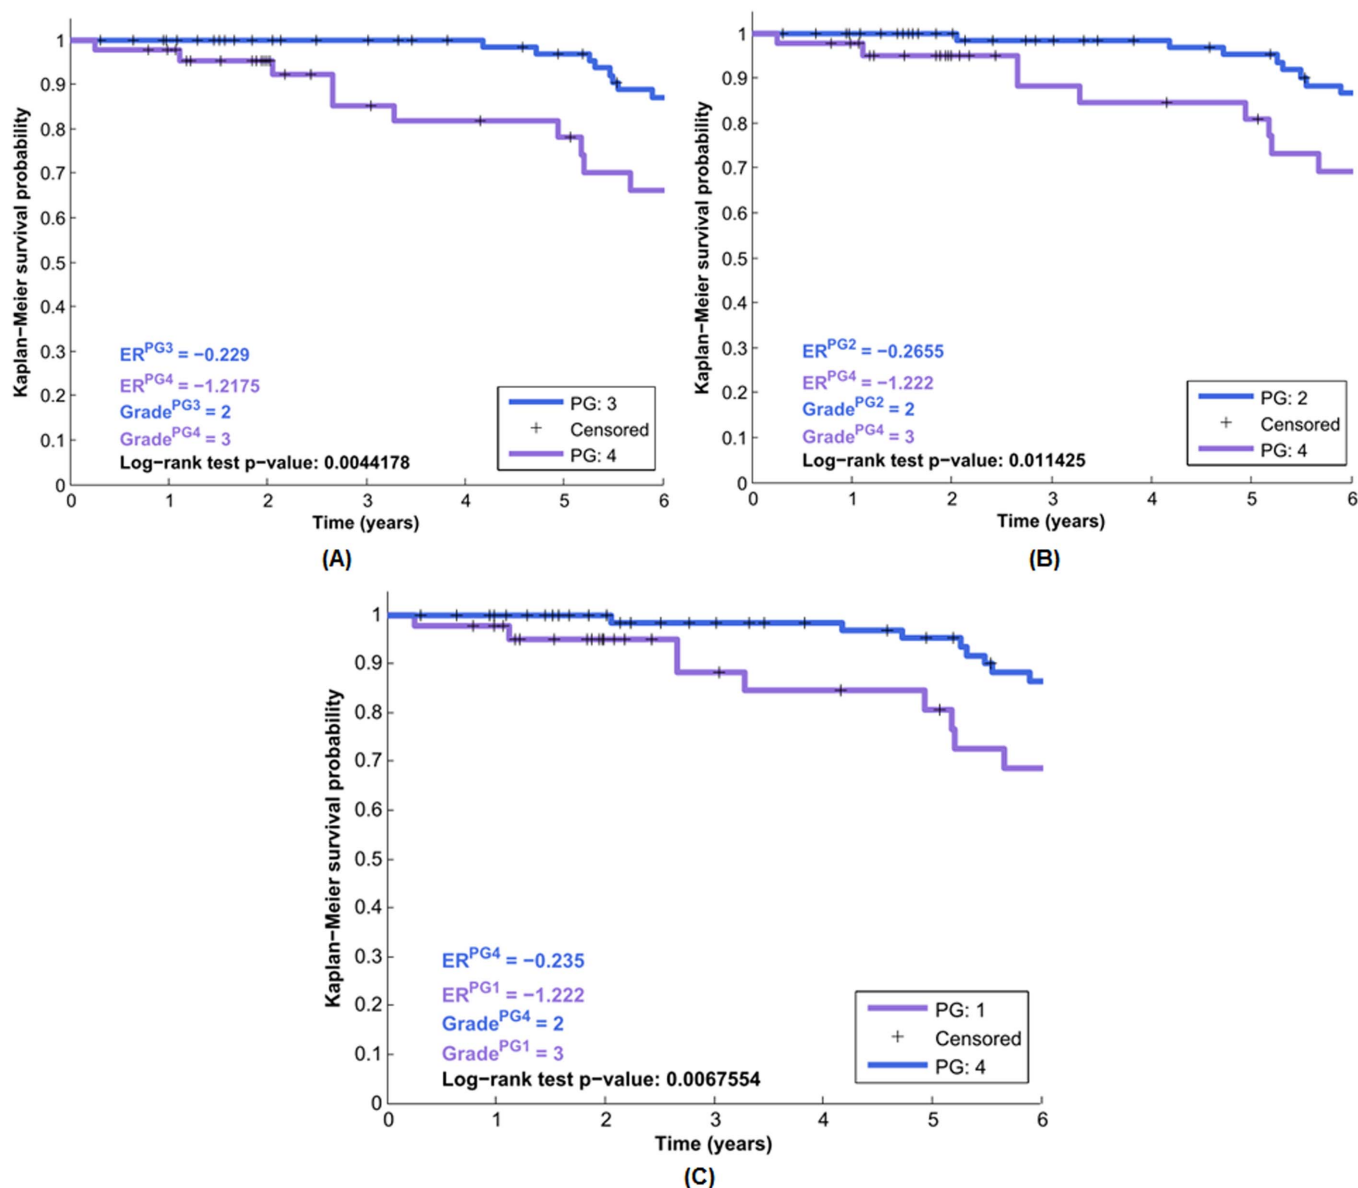 Kaplan−Meier survival probability
1
0.9
0.8
0.7
0.6
0.5
0.4
0.3
0.2
0.1
0
ER^PG3 = −0.229
ER^PG4 = −1.2175
Grade^PG3 = 2
Grade^PG4 = 3
Log−rank test p−value: 0.0044178
PG: 3
Censored
PG: 4
0 1 2 3 4 5 6
Time (years)
(A)
Kaplan−Meier survival probability
1
0.9
0.8
0.7
0.6
0.5
0.4
0.3
0.2
0.1
0
ER^PG2 = −0.2655
ER^PG4 = −1.222
Grade^PG2 = 2
Grade^PG4 = 3
Log−rank test p−value: 0.011425
PG: 2
Censored
PG: 4
0 1 2 3 4 5 6
Time (years)
(B)
Kaplan−Meier survival probability
1
0.9
0.8
0.7
0.6
0.5
0.4
0.3
0.2
0.1
0
ER^PG4 = −0.235
ER^PG1 = −1.222
Grade^PG4 = 2
Grade^PG1 = 3
Log−rank test p−value: 0.0067554
PG: 1
Censored
PG: 4
0 1 2 3 4 5 6
Time (years)
(C)